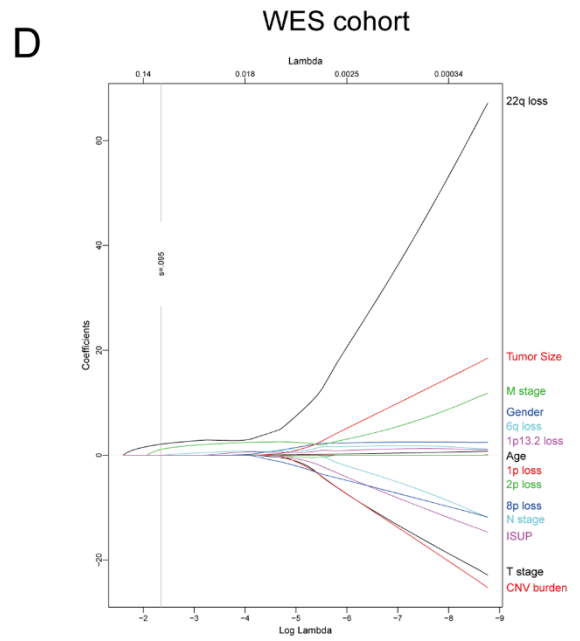 WES cohort
D
Lambda
0.14 0.018 0.0025 0.00034
22q loss
60
40
s=.095
Coefficients
20
Tumor Size
M stage
Gender
6q loss
1p13.2 loss
0
Age
1p loss
2p loss
8p loss
N stage
ISUP
−20
T stage
CNV burden
−2 −3 −4 −5 −6 −7 −8 −9
Log Lambda